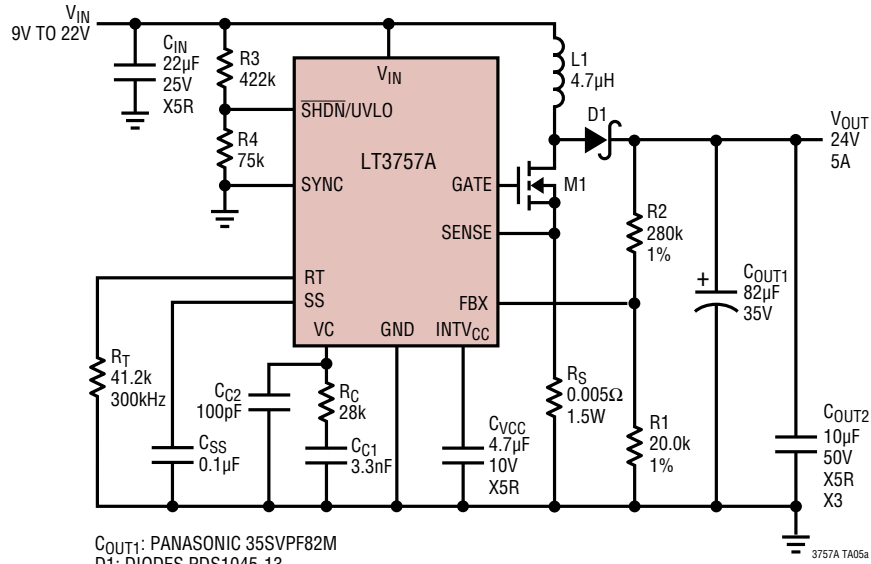 VIN
9V TO 22V
CIN
22µF
25V
X5R
R3
422k
R4
75k
VIN
SHDN/UVLO
LT3757A
SYNC
GATE
SENSE
RT
SS
FBX
VC
GND
INTVCC
L1
4.7µH
D1
M1
VOUT
24V
5A
R2
280k
1%
+
COUT1
82µF
35V
RT
41.2k
300kHz
CC2
100pF
RC
28k
CSS
0.1µF
CC1
3.3nF
CVCC
4.7µF
10V
X5R
RS
0.005Ω
1.5W
R1
20.0k
1%
COUT2
10µF
50V
X5R
X3
COUT1: PANASONIC 35SVPF82M
D1: DIODES PDS1045-13
3757A TA05a